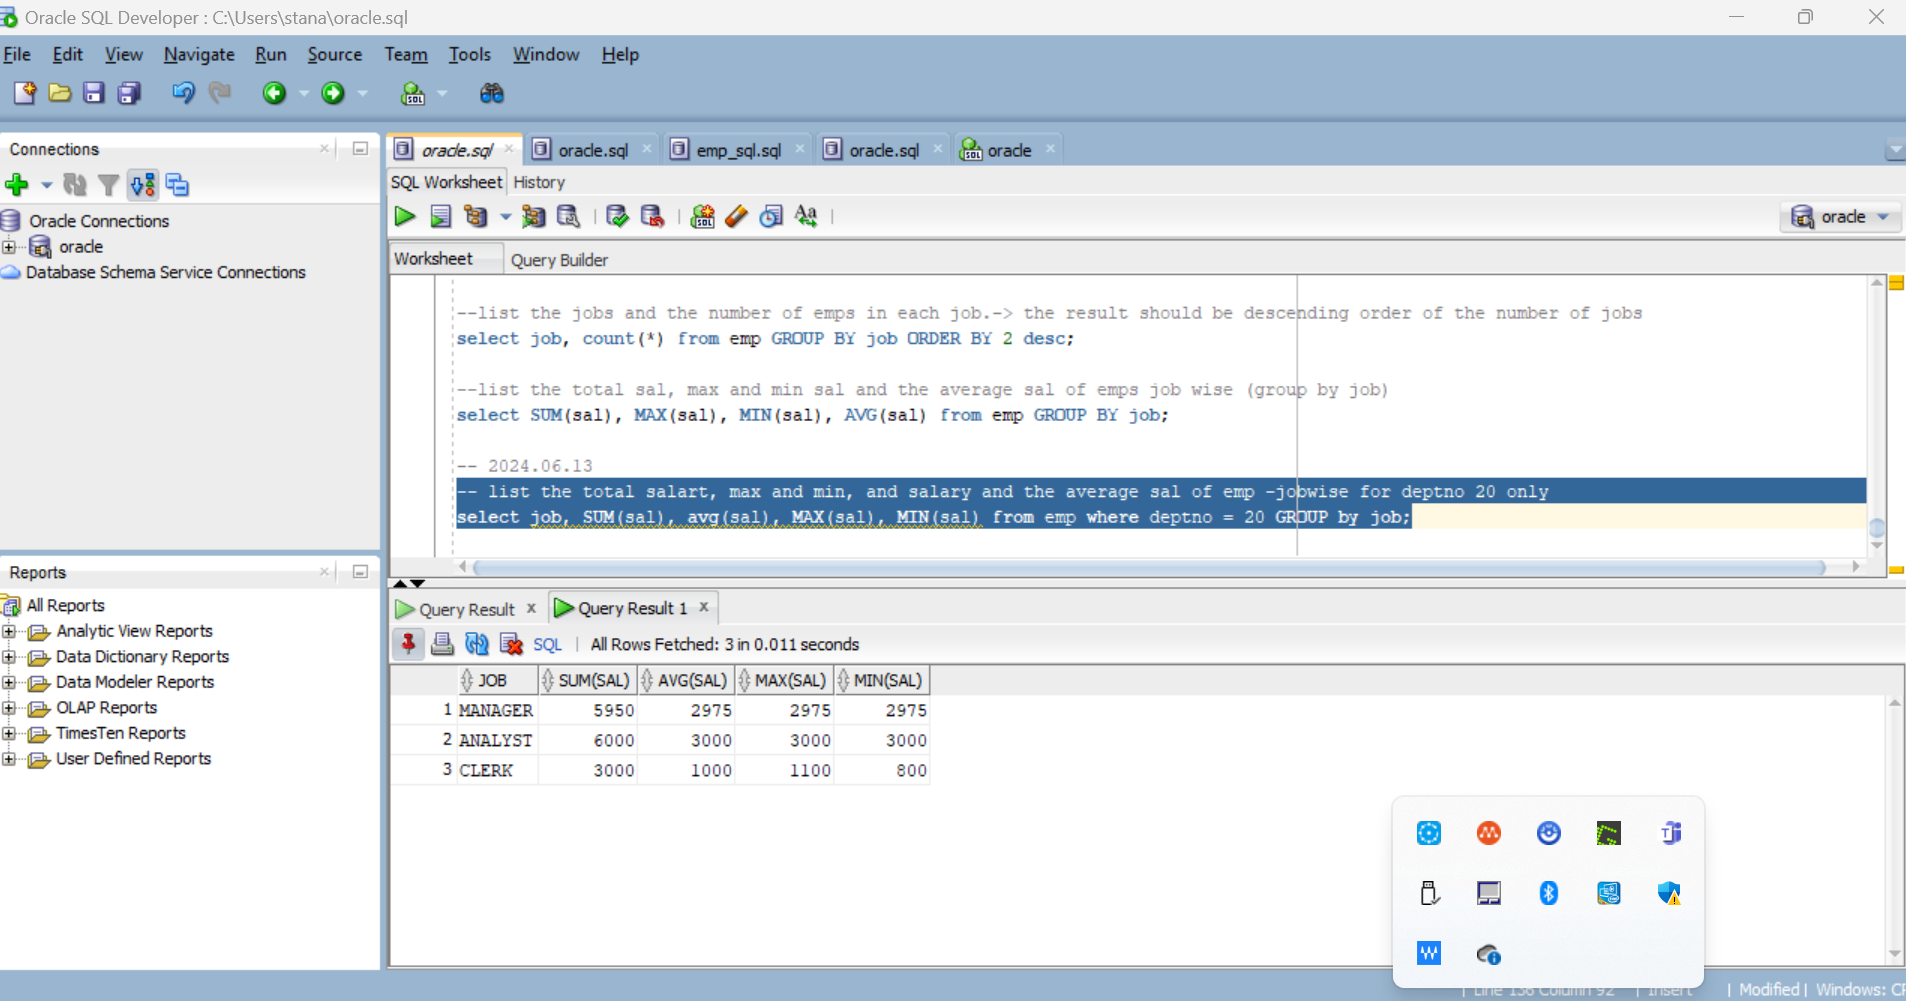 Oracle SQL Developer : C:\Users\stana\oracle.sql
File Edit View Navigate Run Source Team Tools Window Help
Connections
Oracle Connections
oracle
Database Schema Service Connections
oracle.sql oracle.sql emp_sql.sql oracle.sql oracle
SQL Worksheet History
oracle
Worksheet Query Builder
--list the jobs and the number of emps in each job.-> the result should be descending order of the number of jobs
select job, count(*) from emp GROUP BY job ORDER BY 2 desc;
--list the total sal, max and min sal and the average sal of emps job wise (group by job)
select SUM(sal), MAX(sal), MIN(sal), AVG(sal) from emp GROUP BY job;
-- 2024.06.13
-- list the total salart, max and min, and salary and the average sal of emp -jobwise for deptno 20 only
select job, SUM(sal), avg(sal), MAX(sal), MIN(sal) from emp where deptno = 20 GROUP by job;
Reports
All Reports
Analytic View Reports
Data Dictionary Reports
Data Modeler Reports
OLAP Reports
TimesTen Reports
User Defined Reports
Query Result Query Result 1
SQL All Rows Fetched: 3 in 0.011 seconds
JOB SUM(SAL) AVG(SAL) MAX(SAL) MIN(SAL)
1 MANAGER 5950 2975 2975 2975
2 ANALYST 6000 3000 3000 3000
3 CLERK 3000 1000 1100 800
Modified Windows: